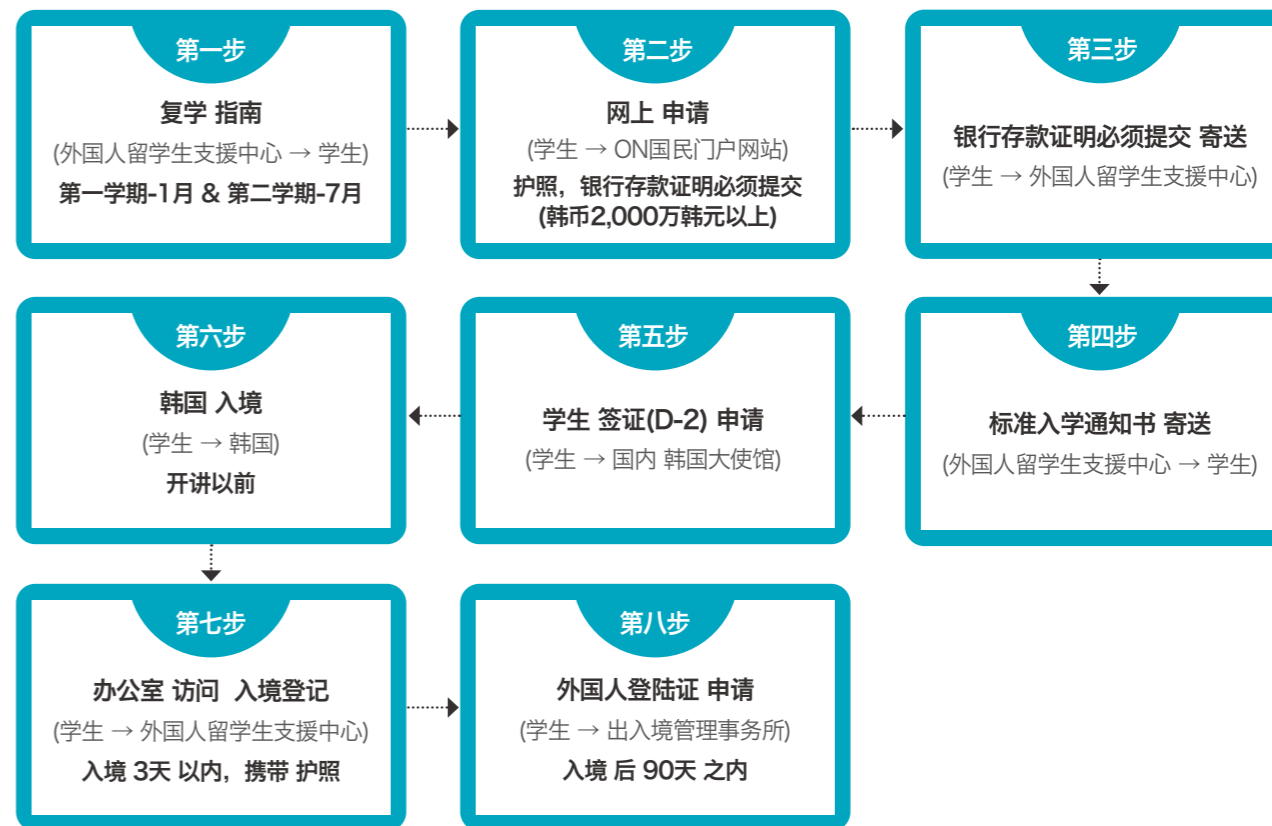 第一步
复学 指南
(外国人留学生支援中心 → 学生)
第一学期-1月 & 第二学期-7月
第二步
网上 申请
(学生 → ON国民门户网站)
护照，银行存款证明必须提交
(韩币2,000万韩元以上)
第三步
银行存款证明必须提交 寄送
(学生 → 外国人留学生支援中心)
第四步
标准入学通知书 寄送
(外国人留学生支援中心 → 学生)
第五步
学生 签证(D-2) 申请
(学生 → 国内 韩国大使馆)
第六步
韩国 入境
(学生 → 韩国)
开讲以前
第七步
办公室 访问 入境登记
(学生 → 外国人留学生支援中心)
入境 3天 以内，携带 护照
第八步
外国人登陆证 申请
(学生 → 出入境管理事务所)
入境 后 90天 之内